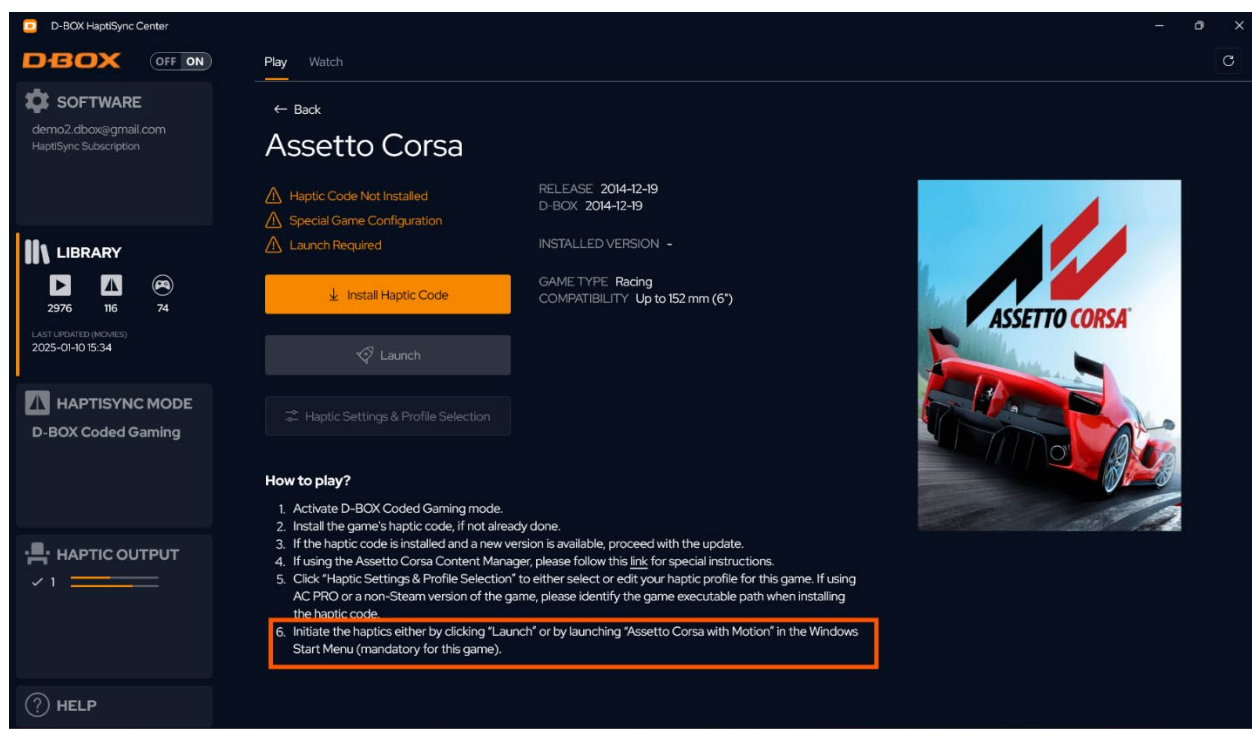 D-BOX HaptiSync Center
D-BOX
OFF ON
Play Watch
SOFTWARE
demo2.dbox@gmail.com
HaptiSync Subscription
← Back
Assetto Corsa
Haptic Code Not Installed
Special Game Configuration
Launch Required
RELEASE 2014-12-19
D-BOX 2014-12-19
INSTALLED VERSION -
GAME TYPE Racing
COMPATIBILITY Up to 152 mm (6")
Install Haptic Code
Launch
Haptic Settings & Profile Selection
ASSETTO CORSA
LIBRARY
2976 116 74
LAST UPDATED (MOVIES)
2025-01-10 15:34
HAPTISYNC MODE
D-BOX Coded Gaming
HAPTIC OUTPUT
✓ 1
HELP
How to play?
1. Activate D-BOX Coded Gaming mode.
2. Install the game's haptic code, if not already done.
3. If the haptic code is installed and a new version is available, proceed with the update.
4. If using the Assetto Corsa Content Manager, please follow this link for special instructions.
5. Click "Haptic Settings & Profile Selection" to either select or edit your haptic profile for this game. If using
AC PRO or a non-Steam version of the game, please identify the game executable path when installing
the haptic code.
6. Initiate the haptics either by clicking "Launch" or by launching "Assetto Corsa with Motion" in the Windows
Start Menu (mandatory for this game).